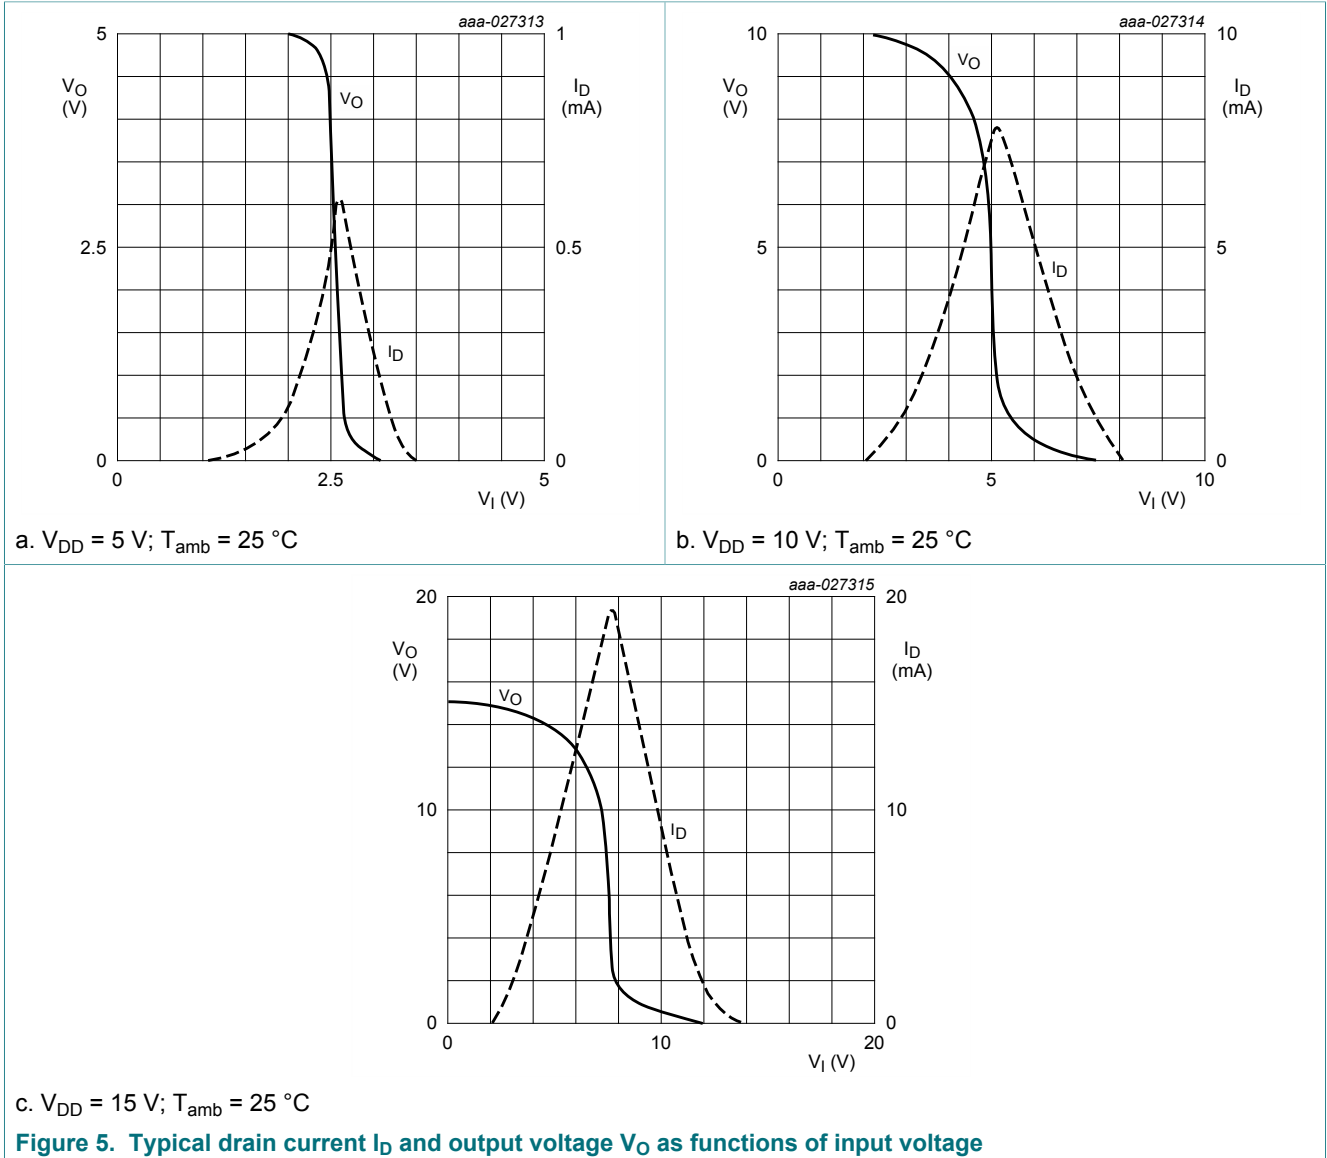 aaa-027313
5
1
VO
(V)
ID
(mA)
VO
2.5
0.5
ID
0
0
0
2.5
5
VI (V)
a. VDD = 5 V; Tamb = 25 °C
aaa-027314
10
10
VO
(V)
ID
(mA)
VO
5
5
ID
0
0
0
5
10
VI (V)
b. VDD = 10 V; Tamb = 25 °C
aaa-027315
20
20
VO
(V)
ID
(mA)
VO
10
10
ID
0
0
0
10
20
VI (V)
c. VDD = 15 V; Tamb = 25 °C
Figure 5. Typical drain current ID and output voltage VO as functions of input voltage